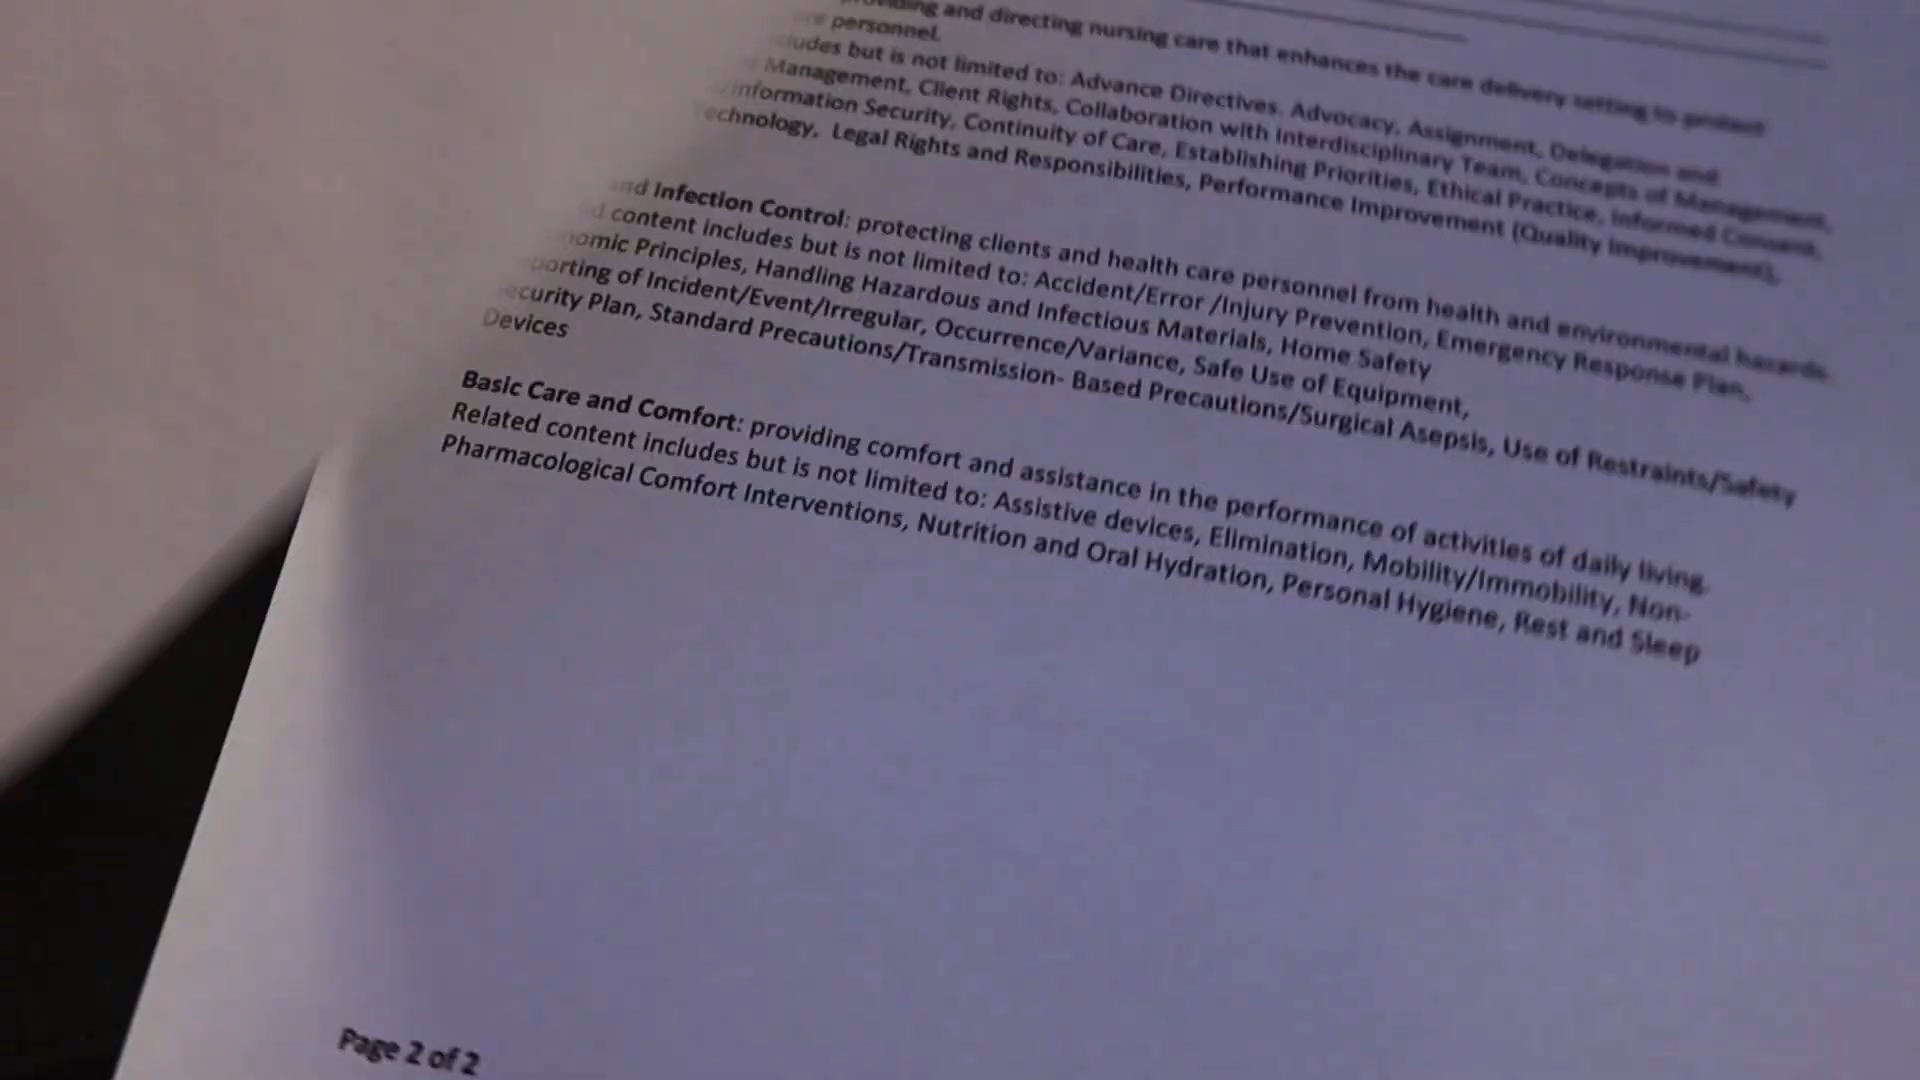 and directing nursing care that enhances the care delivery setting to protect
personnel.
but is not limited to: Advance Directives. Advocacy, Assignment, Delegation and
Management, Client Rights, Collaboration with Interdisciplinary Team, Concepts of Management,
Information Security, Continuity of Care, Establishing Priorities, Ethical Practice, Informed Consent,
Legal Rights and Responsibilities, Performance Improvement (Quality Improvement),
Infection Control: protecting clients and health care personnel from health and environmental hazards.
content includes but is not limited to: Accident/Error /Injury Prevention, Emergency Response Plan,
Principles, Handling Hazardous and Infectious Materials, Home Safety
of Incident/Event/Irregular, Occurrence/Variance, Safe Use of Equipment,
Plan, Standard Precautions/Transmission- Based Precautions/Surgical Asepsis, Use of Restraints/Safety
Devices
Basic Care and Comfort: providing comfort and assistance in the performance of activities of daily living.
Related content includes but is not limited to: Assistive devices, Elimination, Mobility/Immobility, Non-
Pharmacological Comfort Interventions, Nutrition and Oral Hydration, Personal Hygiene, Rest and Sleep
Page 2 of 2